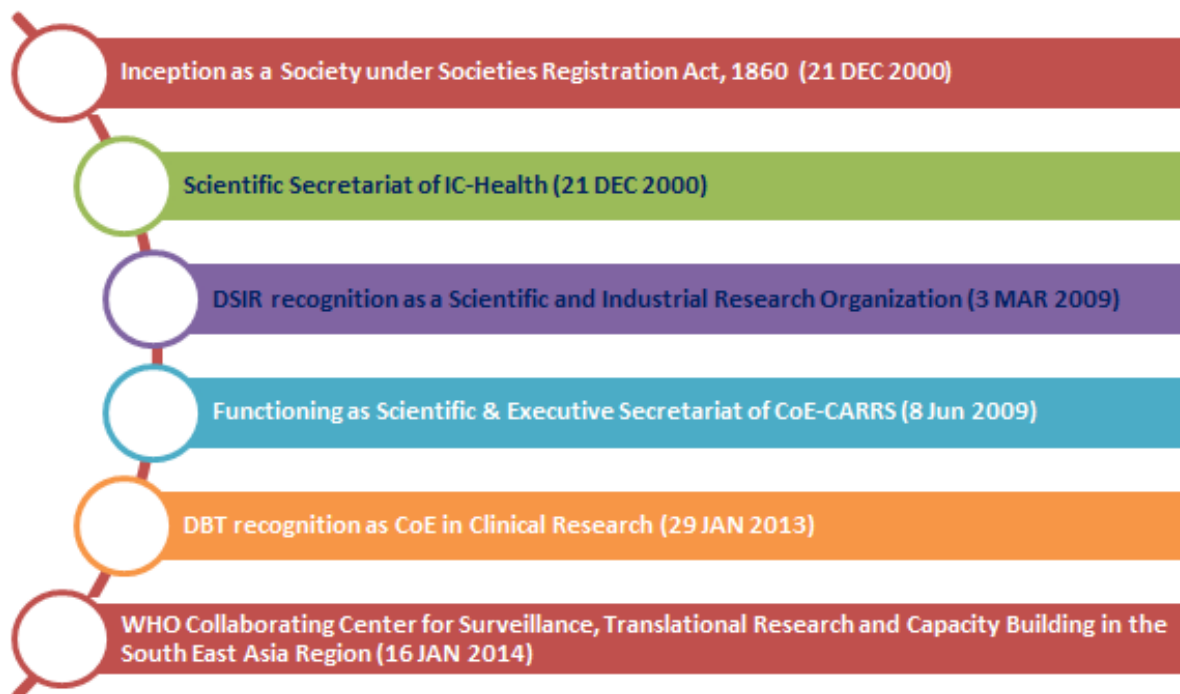 Inception as a Society under Societies Registration Act, 1860 (21 DEC 2000)
Scientific Secretariat of IC-Health (21 DEC 2000)
DSIR recognition as a Scientific and Industrial Research Organization (3 MAR 2009)
Functioning as Scientific & Executive Secretariat of CoE-CARRS (8 Jun 2009)
DBT recognition as CoE in Clinical Research (29 JAN 2013)
WHO Collaborating Center for Surveillance, Translational Research and Capacity Building in the
South East Asia Region (16 JAN 2014)